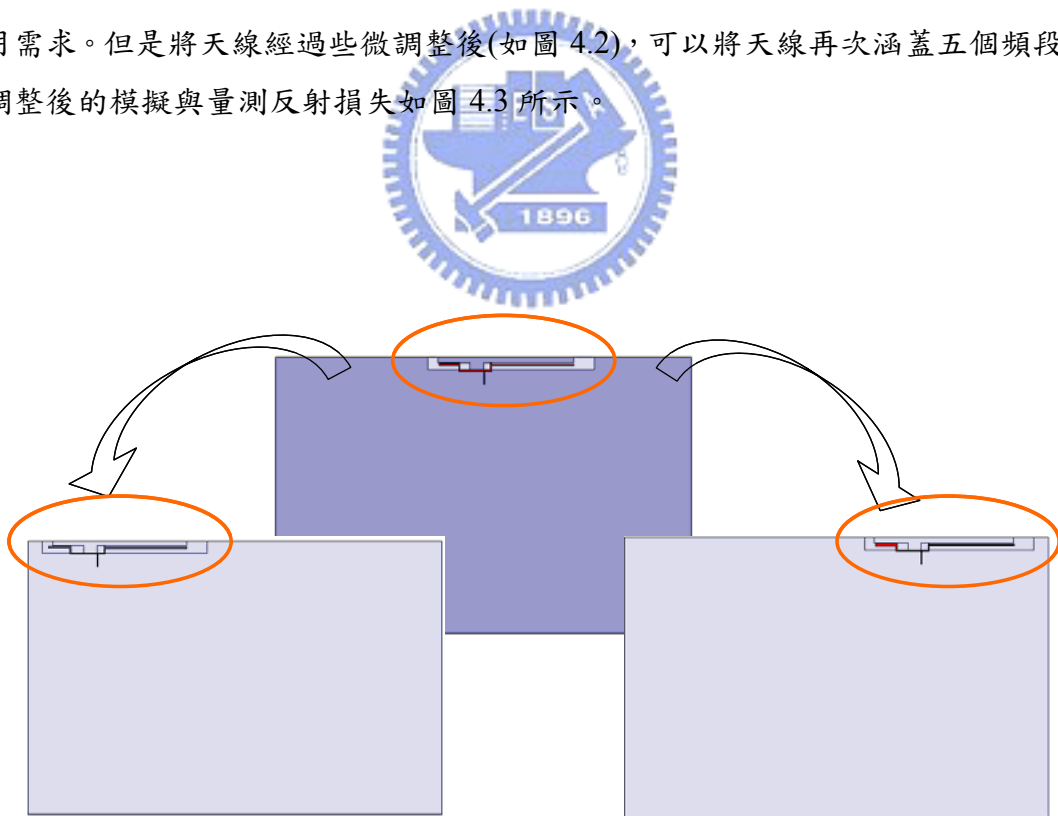 用需求。但是將天線經過些微調整後(如圖 4.2)，可以將天線再次涵蓋五個頻段
調整後的模擬與量測反射損失如圖 4.3 所示。
1896